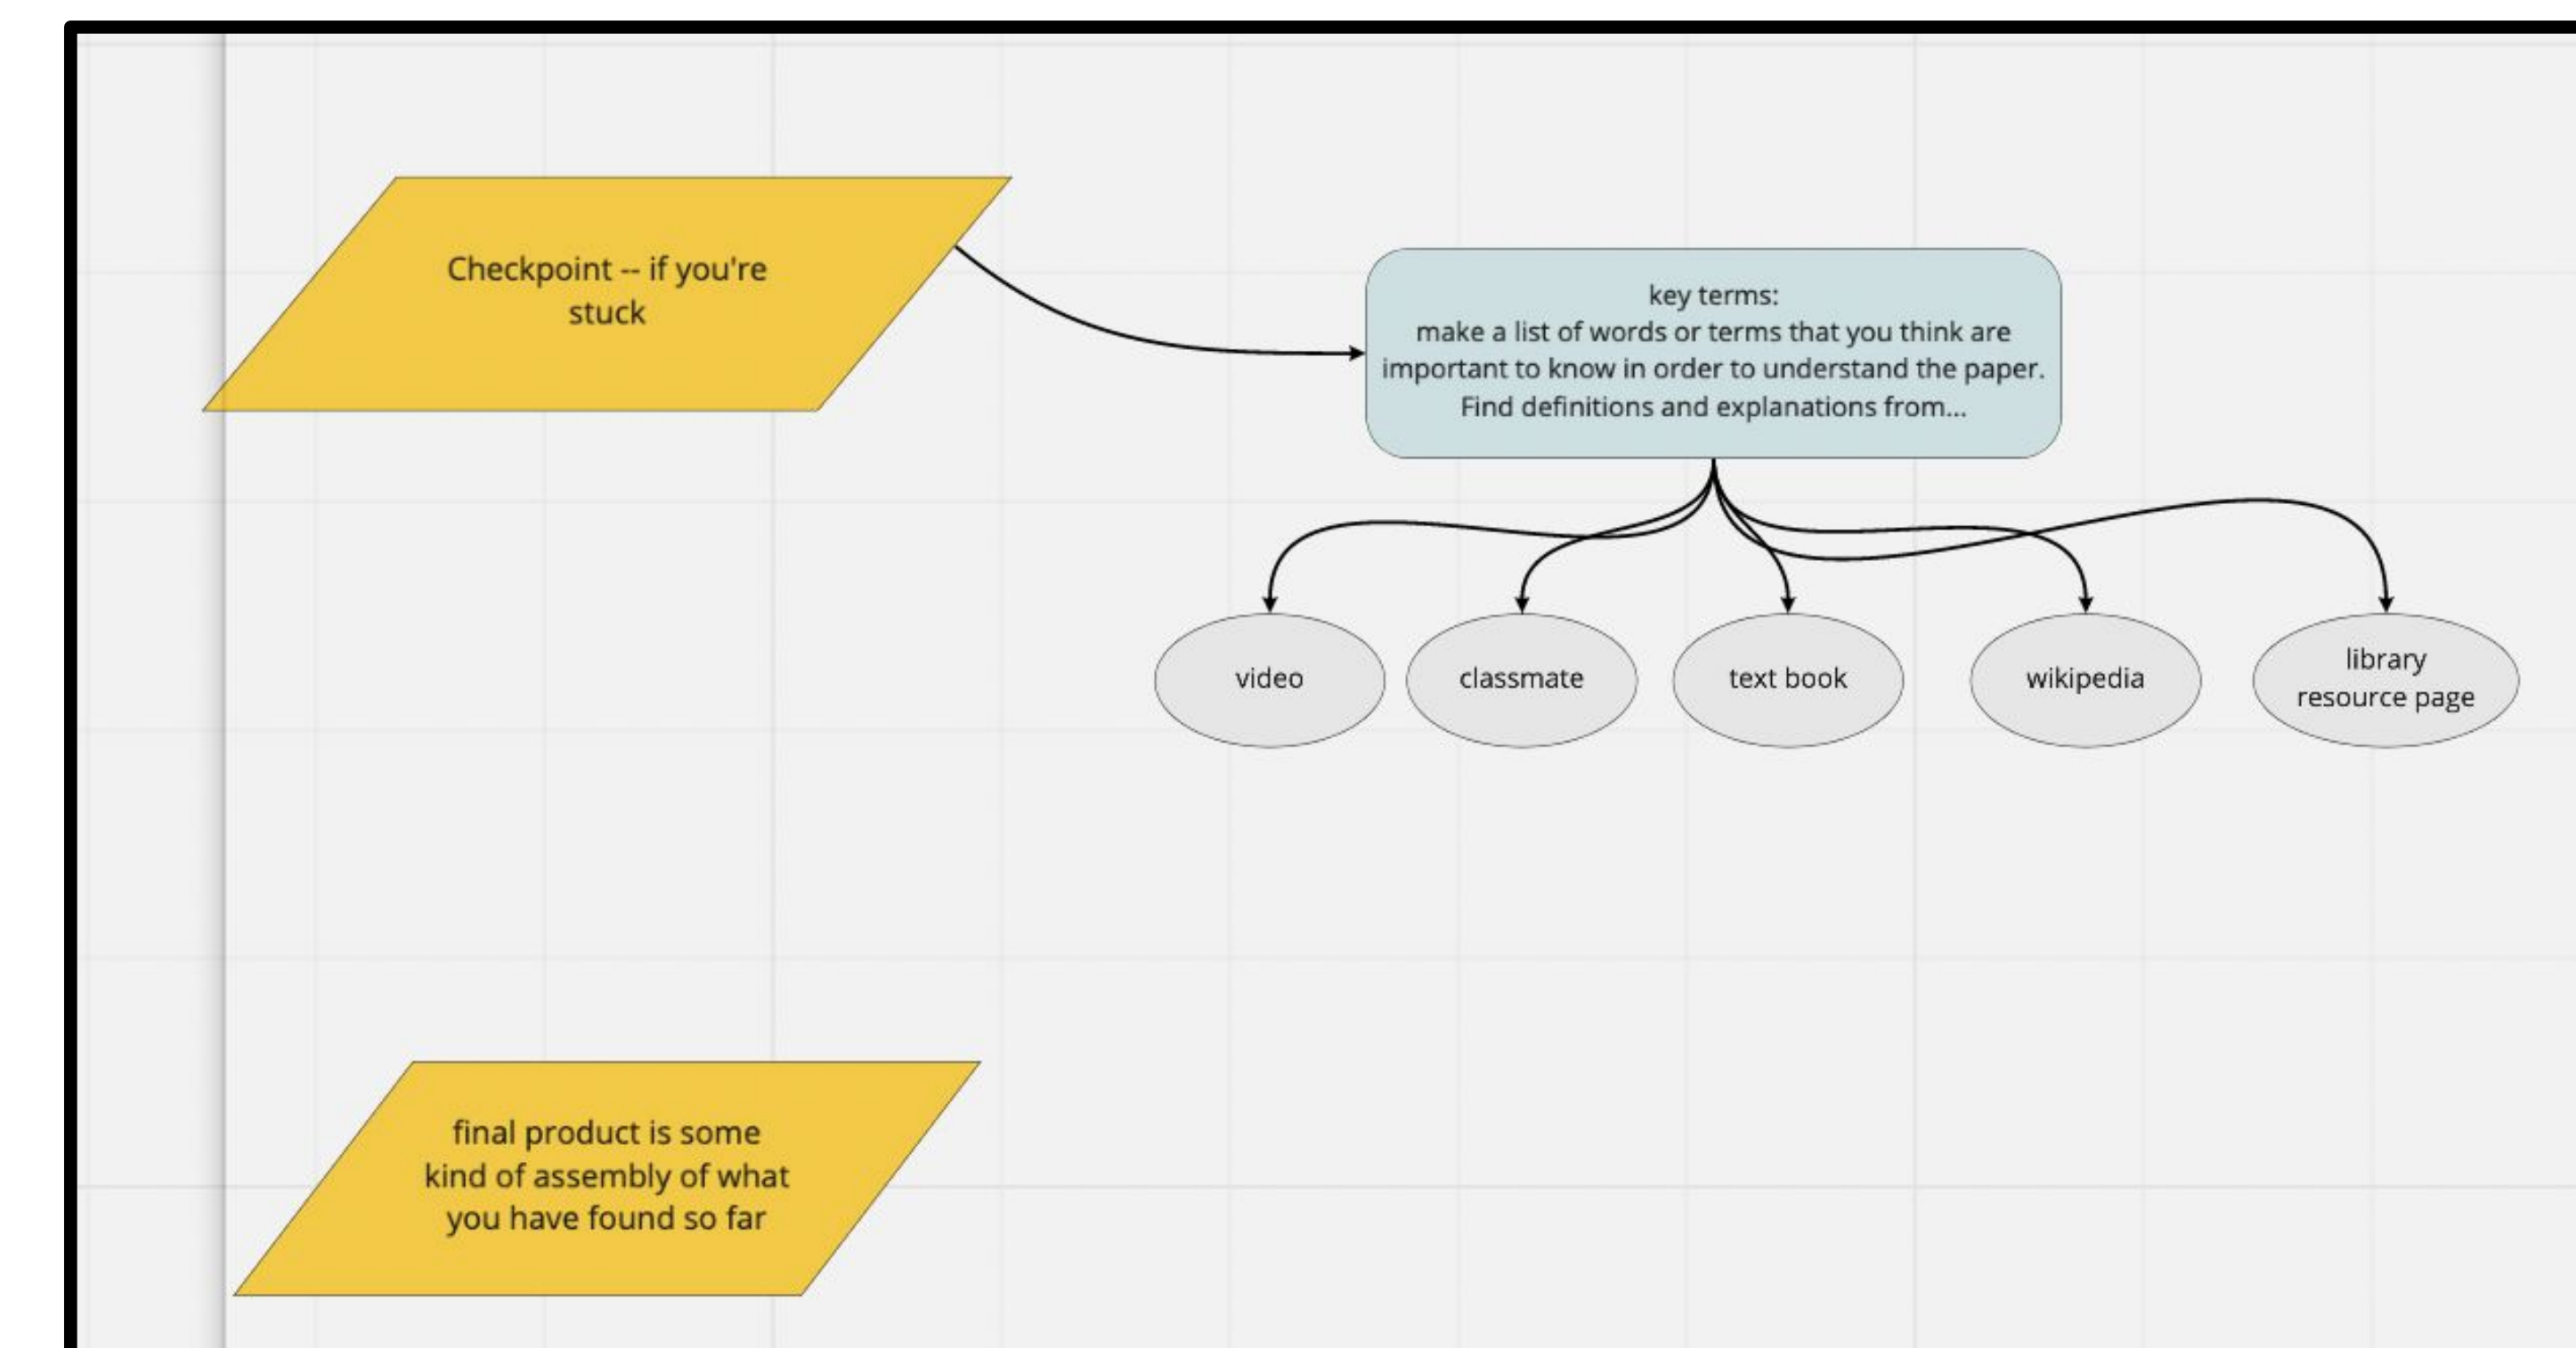 Checkpoint -- if you're
stuck
key terms:
make a list of words or terms that you think are
important to know in order to understand the paper.
Find definitions and explanations from...
video
classmate
text book
wikipedia
library
resource page
final product is some
kind of assembly of what
you have found so far